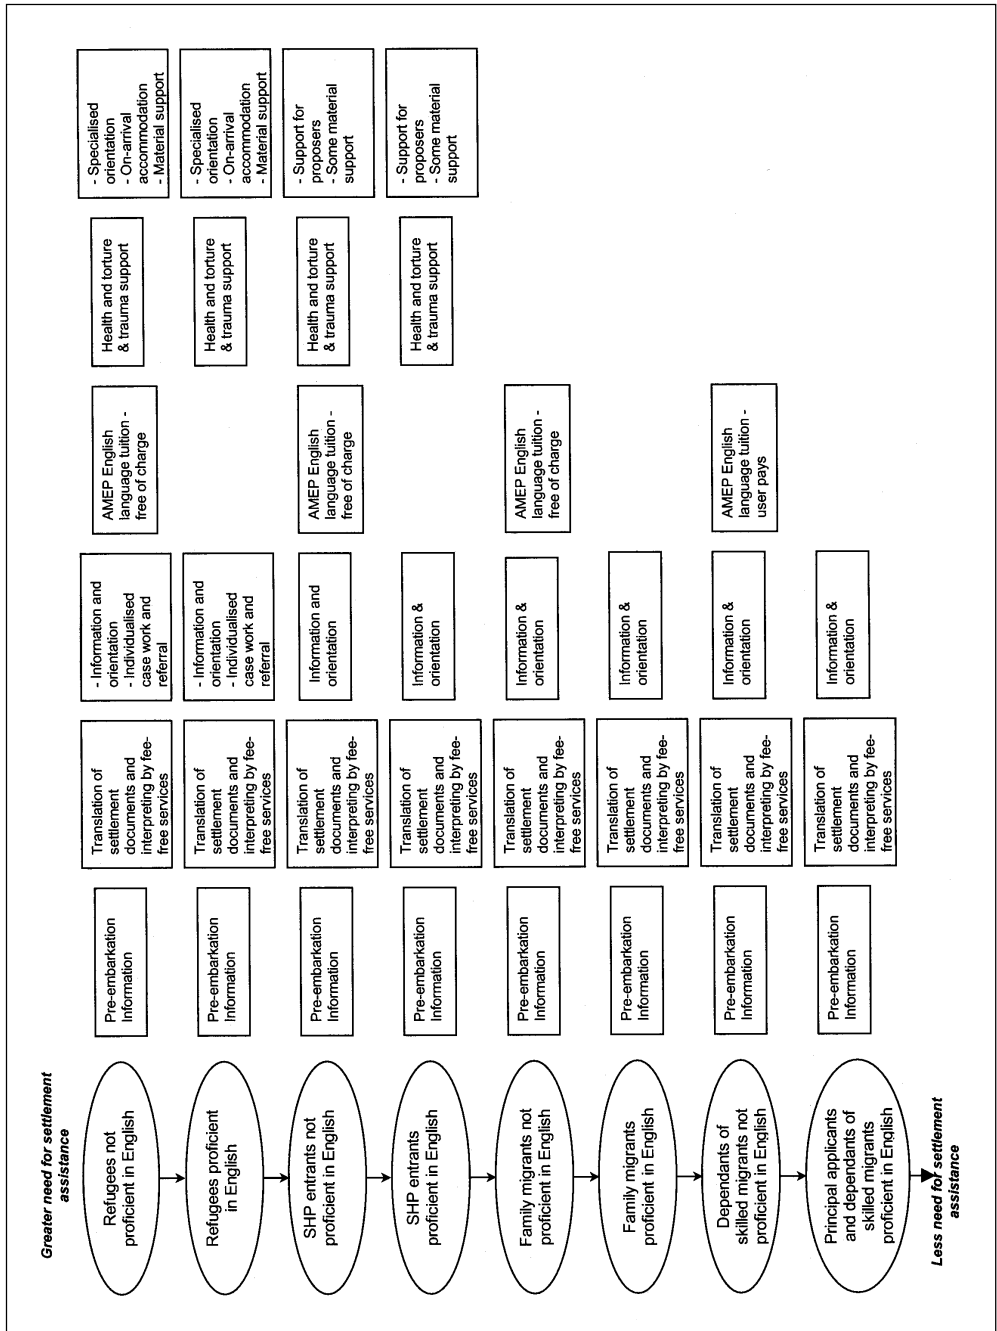 Greater need for settlement
assistance
Refugees not
proficient in English
Pre-embarkation
Information
Translation of
settlement
documents and
interpreting by fee-
free services
- Information and
orientation
- Individualised
case work and
referral
AMEP English
language tuition -
free of charge
Health and torture
& trauma support
- Specialised
orientation
- On-arrival
accommodation
- Material support
Refugees proficient
in English
Pre-embarkation
Information
Translation of
settlement
documents and
interpreting by fee-
free services
- Information and
orientation
- Individualised
case work and
referral
Health and torture
& trauma support
- Specialised
orientation
- On-arrival
accommodation
- Material support
SHP entrants not
proficient in English
Pre-embarkation
Information
Translation of
settlement
documents and
interpreting by fee-
free services
Information and
orientation
AMEP English
language tuition -
free of charge
Health and torture
& trauma support
- Support for
proposers
- Some material
support
SHP entrants
proficient in English
Pre-embarkation
Information
Translation of
settlement
documents and
interpreting by fee-
free services
Information &
orientation
Health and torture
& trauma support
- Support for
proposers
- Some material
support
Family migrants not
proficient in English
Pre-embarkation
Information
Translation of
settlement
documents and
interpreting by fee-
free services
Information &
orientation
AMEP English
language tuition -
free of charge
Family migrants
proficient in English
Pre-embarkation
Information
Translation of
settlement
documents and
interpreting by fee-
free services
Information &
orientation
Dependants of
skilled migrants not
proficient in English
Pre-embarkation
Information
Translation of
settlement
documents and
interpreting by fee-
free services
Information &
orientation
AMEP English
language tuition -
user pays
Principal applicants
and dependants of
skilled migrants
proficient in English
Pre-embarkation
Information
Translation of
settlement
documents and
interpreting by fee-
free services
Information &
orientation
Less need for settlement
assistance